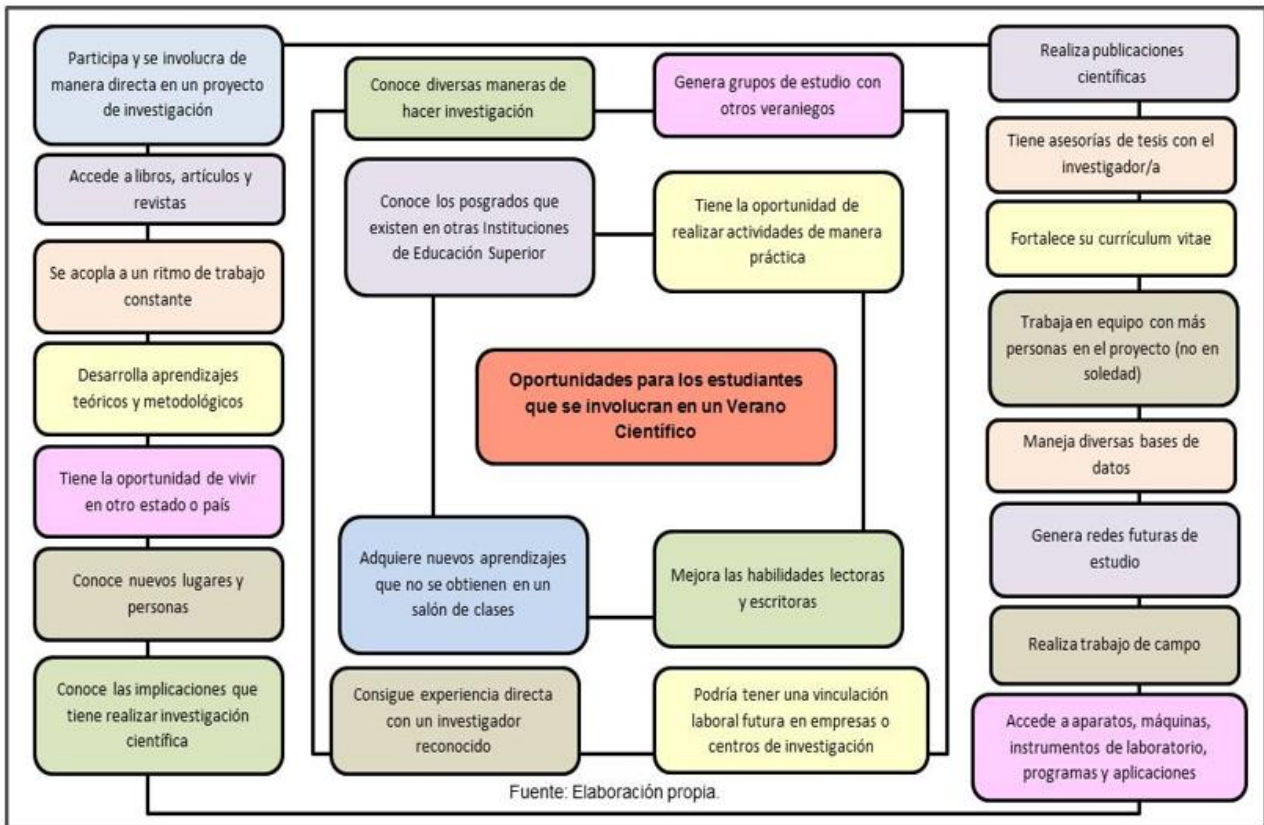 Participa y se involucra de
manera directa en un proyecto
de investigación
Accede a libros, artículos y
revistas
Se acopla a un ritmo de trabajo
constante
Desarrolla aprendizajes
teóricos y metodológicos
Tiene la oportunidad de vivir
en otro estado o país
Conoce nuevos lugares y
personas
Conoce las implicaciones que
tiene realizar investigación
científica
Conoce diversas maneras de
hacer investigación
Genera grupos de estudio con
otros veraniegos
Conoce los posgrados que
existen en otras Instituciones
de Educación Superior
Tiene la oportunidad de
realizar actividades de manera
práctica
Oportunidades para los estudiantes
que se involucran en un Verano
Científico
Adquiere nuevos aprendizajes
que no se obtienen en un
salón de clases
Mejora las habilidades lectoras
y escritoras
Consigue experiencia directa
con un investigador
reconocido
Podría tener una vinculación
laboral futura en empresas o
centros de investigación
Realiza publicaciones
científicas
Tiene asesorías de tesis con el
investigador/a
Fortalece su currículum vitae
Trabaja en equipo con más
personas en el proyecto (no en
soledad)
Maneja diversas bases de
datos
Genera redes futuras de
estudio
Realiza trabajo de campo
Accede a aparatos, máquinas,
instrumentos de laboratorio,
programas y aplicaciones
Fuente: Elaboración propia.